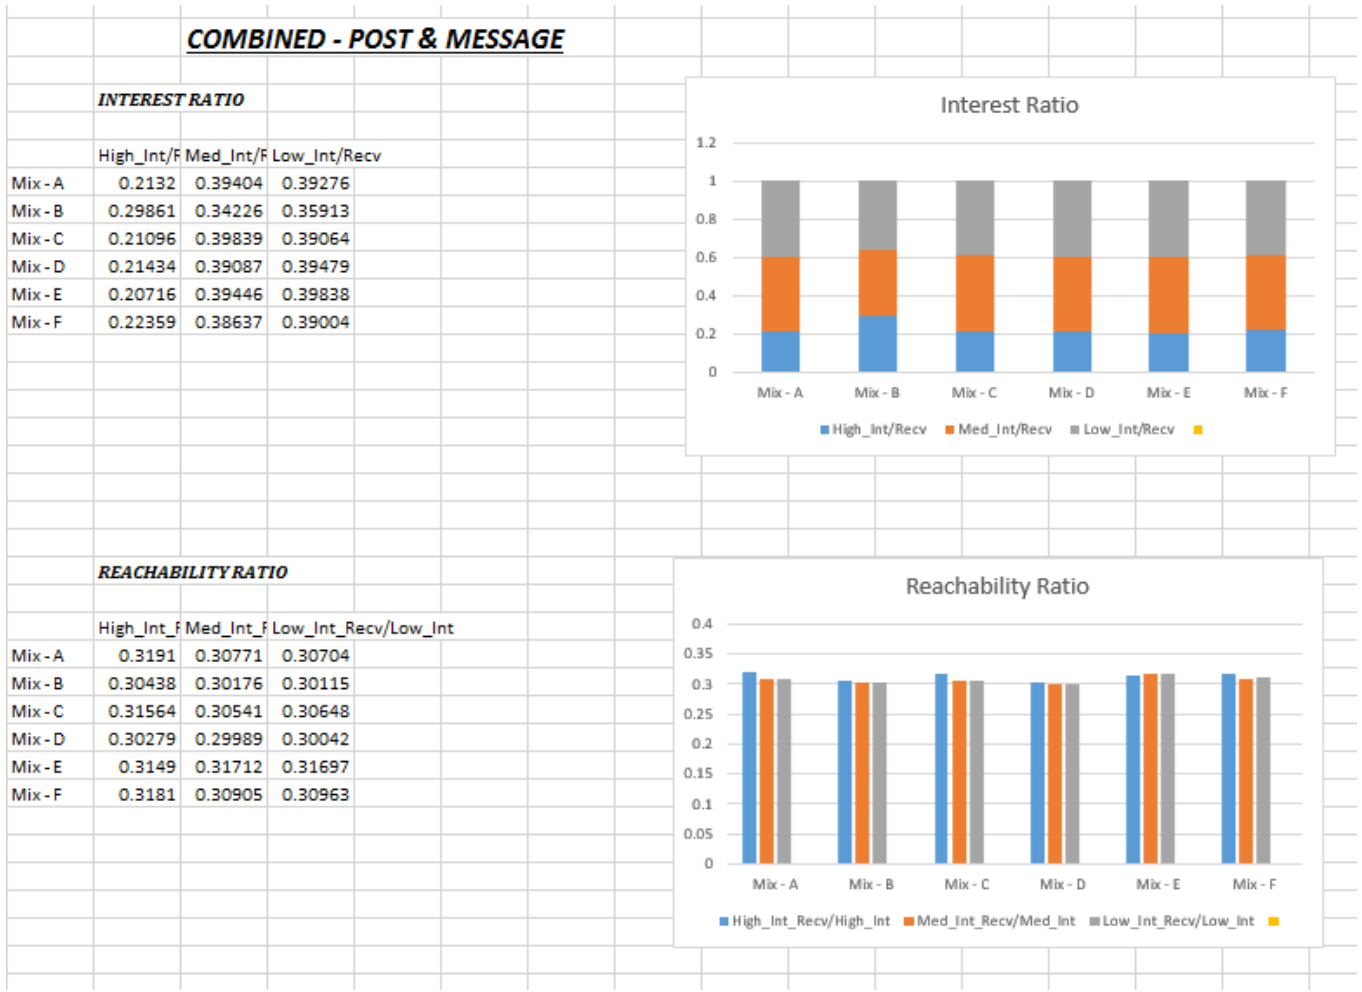 COMBINED - POST & MESSAGE
INTEREST RATIO
High_Int/F Med_Int/F Low_Int/Recv
Mix - A 0.2132 0.39404 0.39276
Mix - B 0.29861 0.34226 0.35913
Mix - C 0.21096 0.39839 0.39064
Mix - D 0.21434 0.39087 0.39479
Mix - E 0.20716 0.39446 0.39838
Mix - F 0.22359 0.38637 0.39004
Interest Ratio
1.2
1
0.8
0.6
0.4
0.2
0
Mix - A Mix - B Mix - C Mix - D Mix - E Mix - F
High_Int/Recv Med_Int/Recv Low_Int/Recv
REACHABILITY RATIO
High_Int_F Med_Int_F Low_Int_Recv/Low_Int
Mix - A 0.3191 0.30771 0.30704
Mix - B 0.30438 0.30176 0.30115
Mix - C 0.31564 0.30541 0.30648
Mix - D 0.30279 0.29989 0.30042
Mix - E 0.3149 0.31712 0.31697
Mix - F 0.3181 0.30905 0.30963
Reachability Ratio
0.4
0.35
0.3
0.25
0.2
0.15
0.1
0.05
0
Mix - A Mix - B Mix - C Mix - D Mix - E Mix - F
High_Int_Recv/High_Int Med_Int_Recv/Med_Int Low_Int_Recv/Low_Int